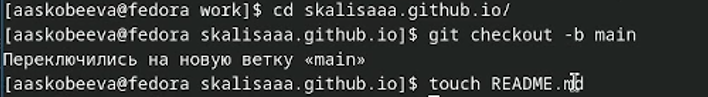 [aaskobeeva@fedora work]$ cd skalisaaa.github.io/
[aaskobeeva@fedora skalisaaa.github.io]$ git checkout -b main
Переключились на новую ветку «main»
[aaskobeeva@fedora skalisaaa.github.io]$ touch README.md